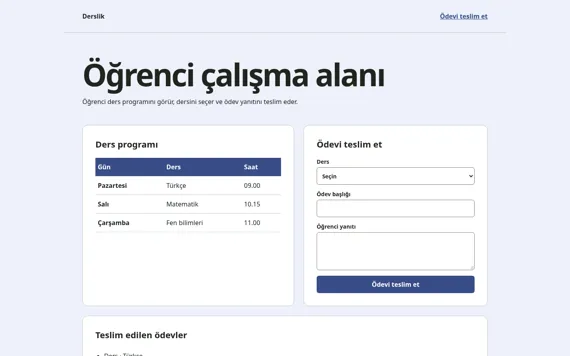 Derslik
Ödevi teslim et
Öğrenci çalışma alanı
Öğrenci ders programını görür, dersini seçer ve ödev yanıtını teslim eder.
Ders programı
Gün Ders Saat
Pazartesi Türkçe 09.00
Salı Matematik 10.15
Çarşamba Fen bilimleri 11.00
Ödevi teslim et
Ders
Seçin
Ödev başlığı
Öğrenci yanıtı
Ödevi teslim et
Teslim edilen ödevler
Ders · Türkçe